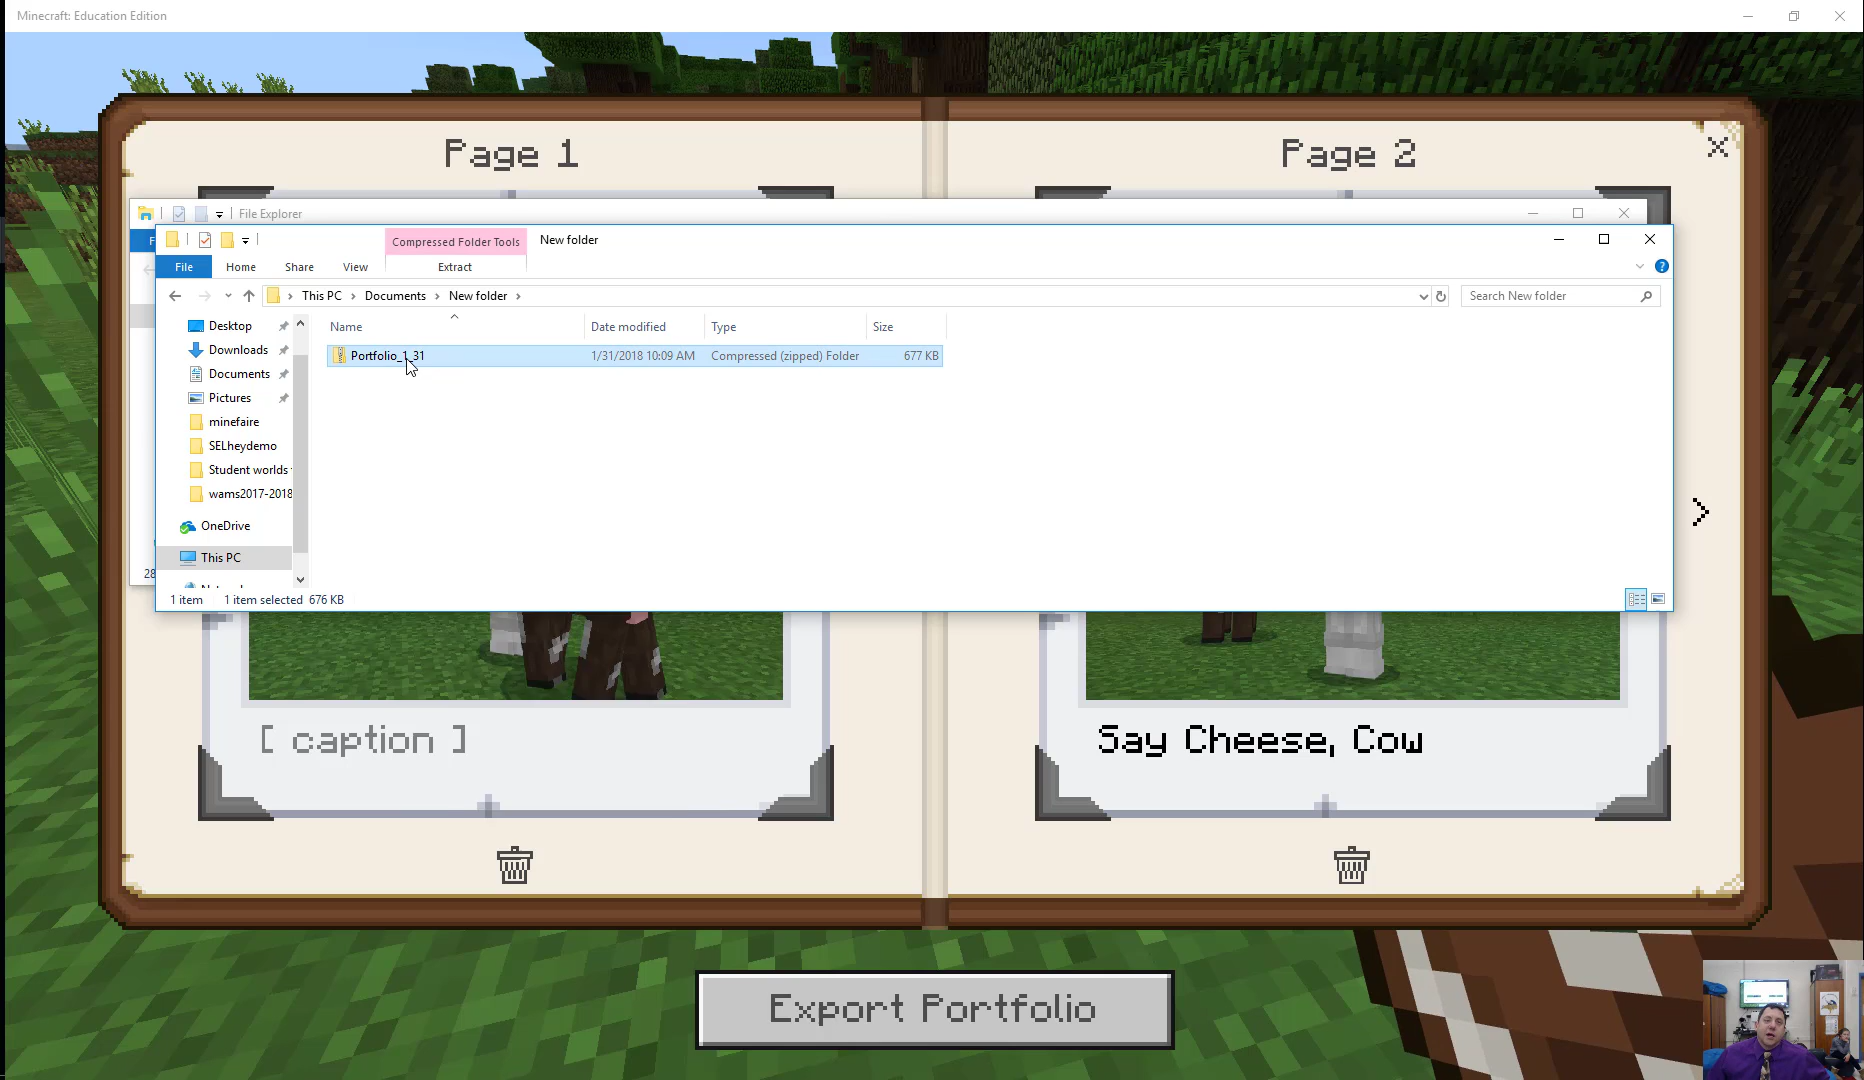 Minecraft: Education Edition
Page 1
Page 2
File Explorer
Compressed Folder Tools
New folder
File
Home
Share
View
Extract
This PC
Documents
New folder
Search New folder
Name
Date modified
Type
Size
Desktop
Portfolio_1_31
1/31/2018 10:09 AM
Compressed (zipped) Folder
677 KB
Downloads
Documents
Pictures
minefaire
SELheydemo
Student worlds
wams2017-2018
OneDrive
This PC
28
1 item
1 item selected 676 KB
[ caption ]
Say Cheese, Cow
Export Portfolio